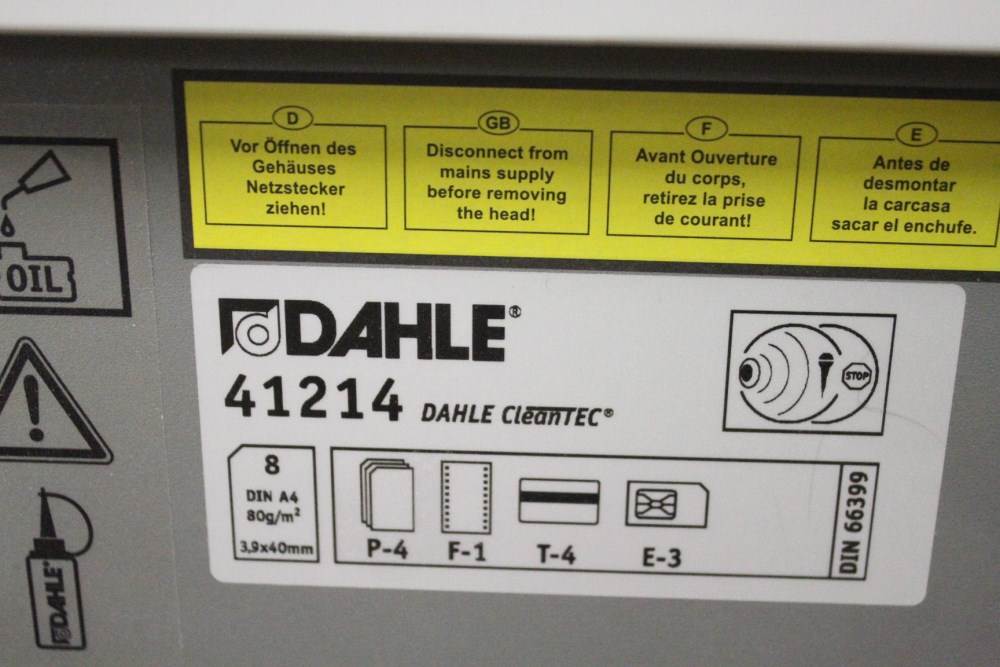 D
Vor Öffnen des
Gehäuses
Netzstecker
ziehen!
GB
Disconnect from
mains supply
before removing
the head!
F
Avant Ouverture
du corps,
retirez la prise
de courant!
E
Antes de
desmontar
la carcasa
sacar el enchufe.
OIL
DAHLE®
41214 DAHLE CleanTEC®
STOP
8
DIN A4
80g/m²
3,9x40mm
P-4 F-1 T-4 E-3
DIN 66399
DAHLE